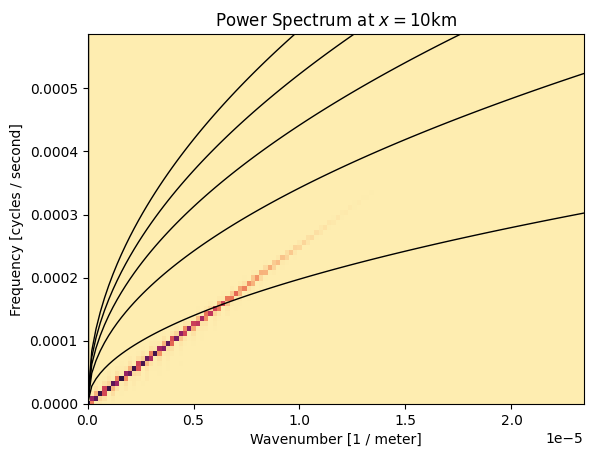 Power Spectrum at x = 10km
Frequency [cycles / second]
0.0005
0.0004
0.0003
0.0002
0.0001
0.0000
0.0 0.5 1.0 1.5 2.0
1e−5
Wavenumber [1 / meter]